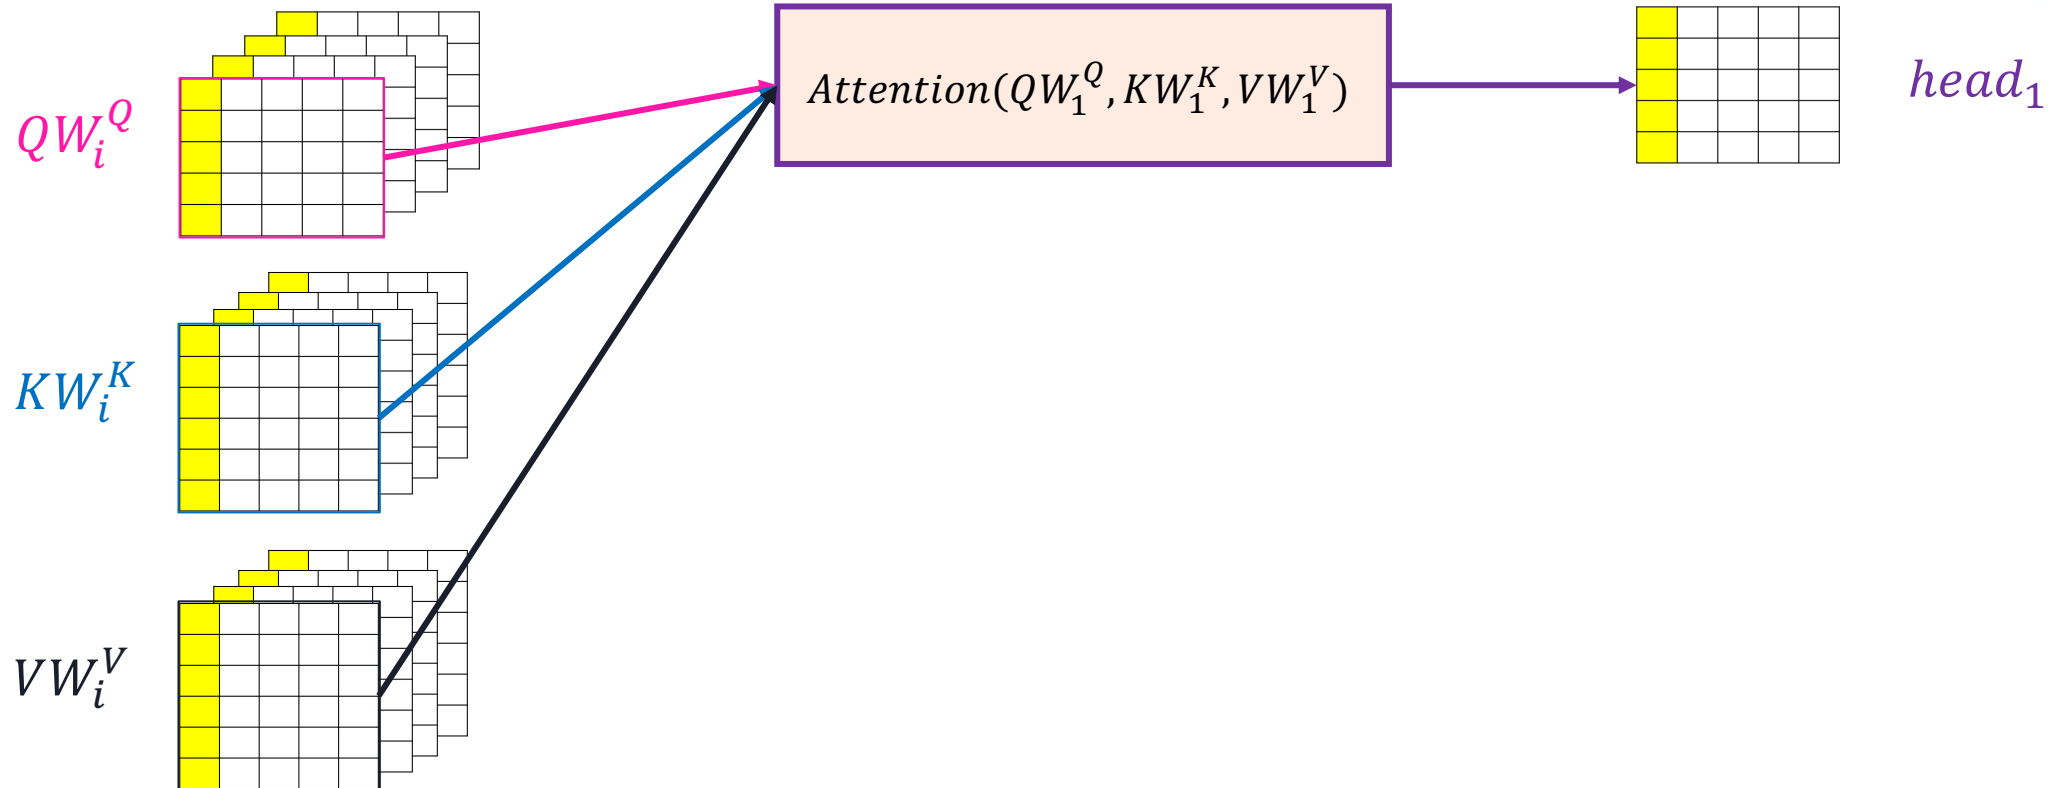 QW_i^Q
Attention(QW_1^Q, KW_1^K, VW_1^V)
head_1
KW_i^K
VW_i^V